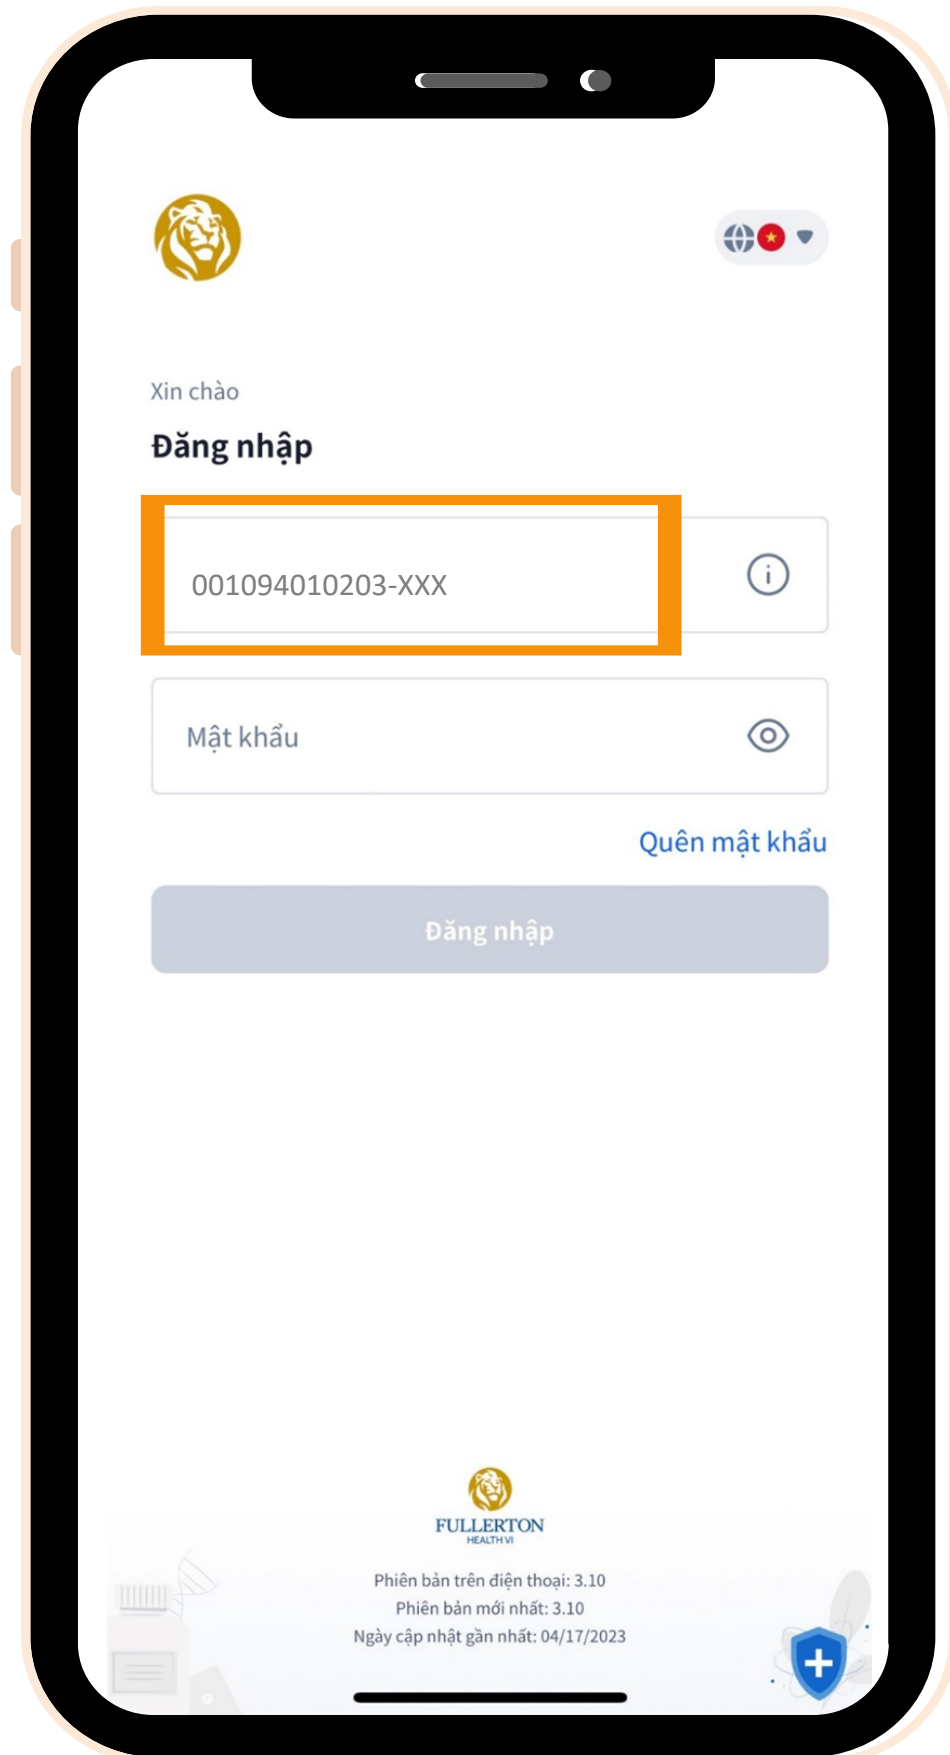 Xin chào
Đăng nhập
001094010203-XXX
Mật khẩu
Quên mật khẩu
Đăng nhập
FULLERTON
HEALTH VI
Phiên bản trên điện thoại: 3.10
Phiên bản mới nhất: 3.10
Ngày cập nhật gần nhất: 04/17/2023